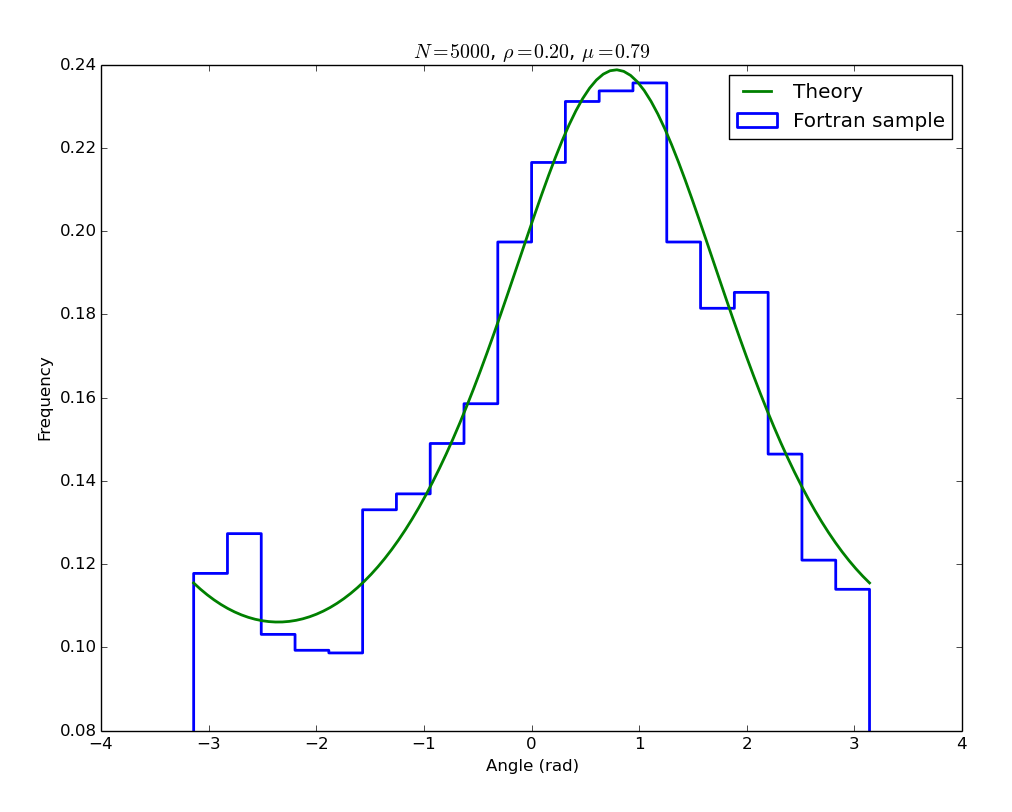 N=5000, ρ=0.20, μ=0.79
Theory
Fortran sample
0.24
0.22
0.20
0.18
0.16
0.14
0.12
0.10
0.08
Frequency
−4 −3 −2 −1 0 1 2 3 4
Angle (rad)